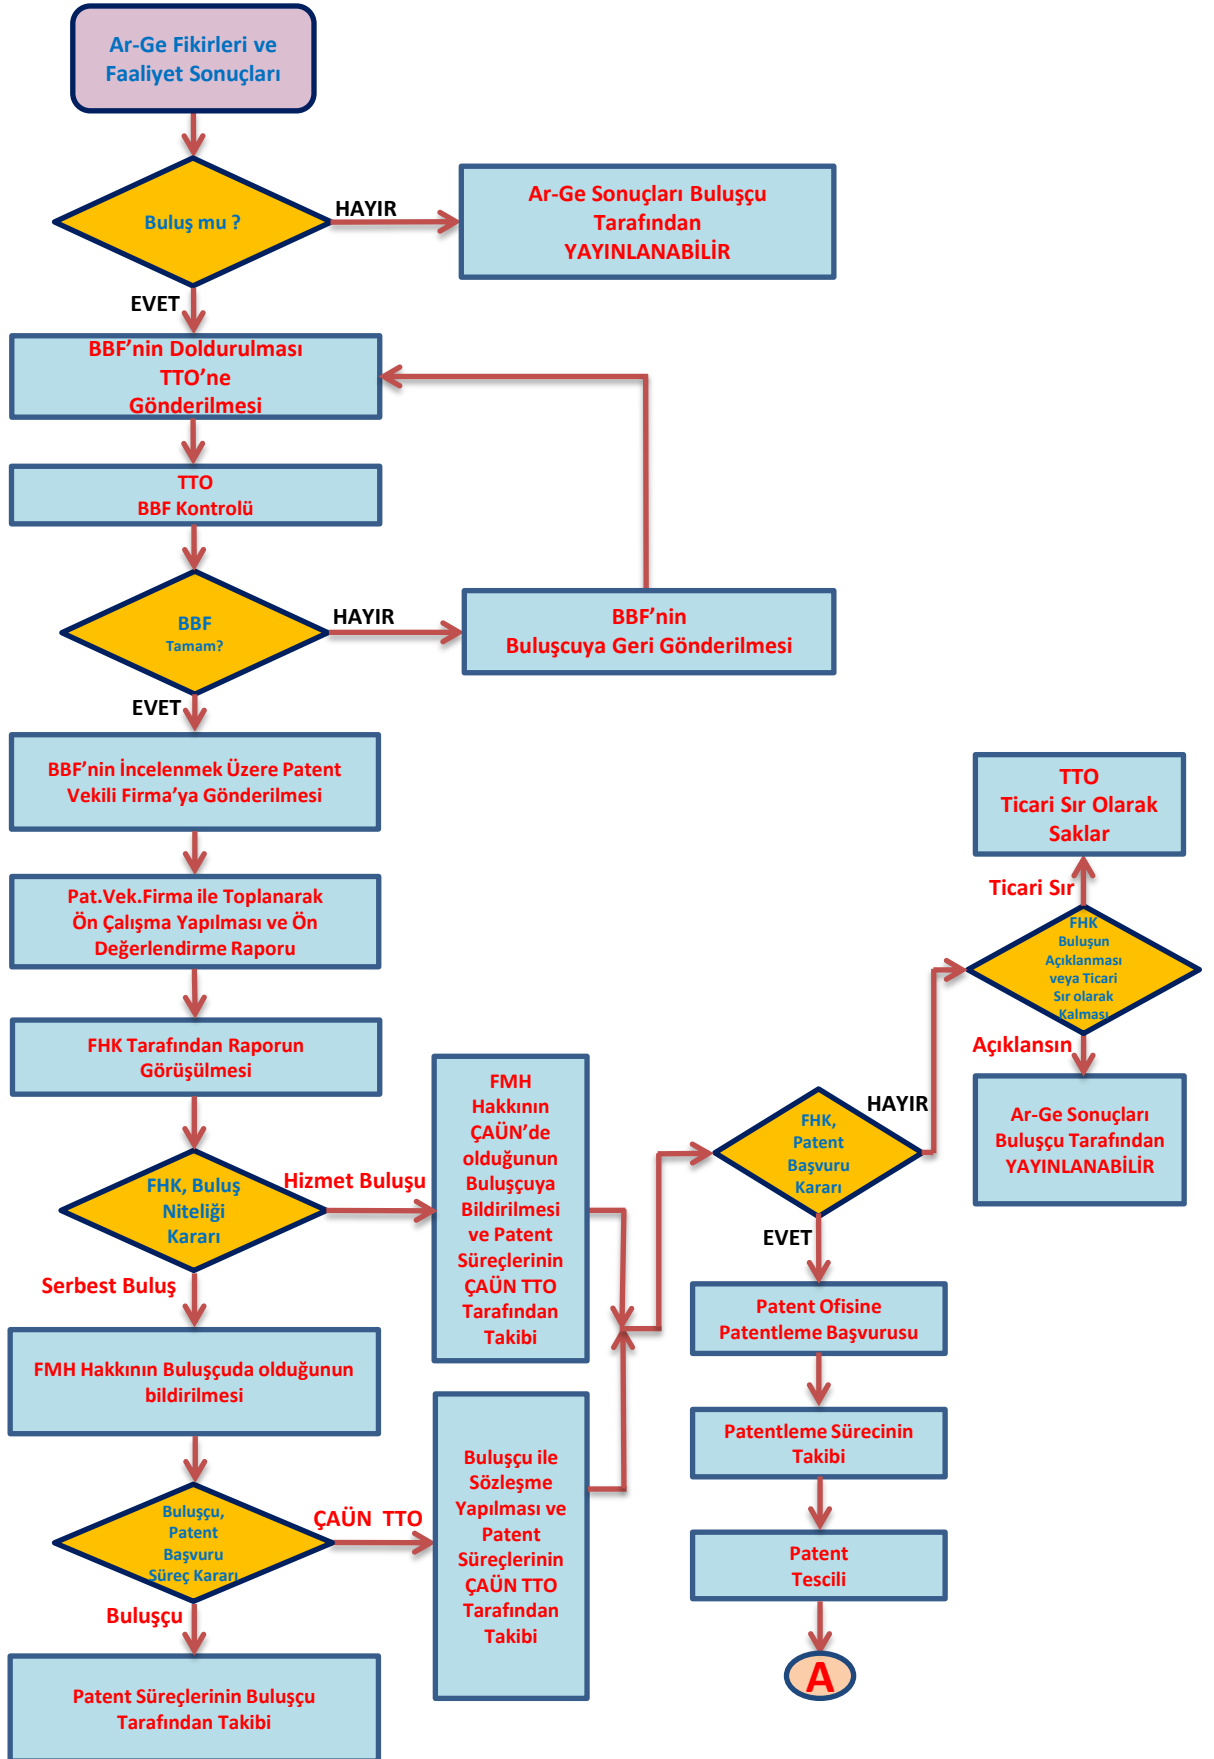 Ar-Ge Fikirleri ve
Faaliyet Sonuçları
Buluş mu ?
HAYIR
Ar-Ge Sonuçları Buluşçu
Tarafından
YAYINLANABİLİR
EVET
BBF’nin Doldurulması
TTO’ne
Gönderilmesi
TTO
BBF Kontrolü
BBF
Tamam?
HAYIR
BBF’nin
Buluşcuya Geri Gönderilmesi
EVET
BBF’nin İncelenmek Üzere Patent
Vekili Firma’ya Gönderilmesi
Pat.Vek.Firma ile Toplanarak
Ön Çalışma Yapılması ve Ön
Değerlendirme Raporu
FHK Tarafından Raporun
Görüşülmesi
FHK, Buluş
Niteliği
Kararı
Hizmet Buluşu
Serbest Buluş
FMH Hakkının Buluşçuda olduğunun
bildirilmesi
Buluşçu,
Patent
Başvuru
Süreç Kararı
ÇAÜN TTO
Buluşçu
Patent Süreçlerinin Buluşçu
Tarafından Takibi
FMH
Hakkının
ÇAÜN’de
olduğunun
Buluşçuya
Bildirilmesi
ve Patent
Süreçlerinin
ÇAÜN TTO
Tarafından
Takibi
Buluşçu ile
Sözleşme
Yapılması ve
Patent
Süreçlerinin
ÇAÜN TTO
Tarafından
Takibi
FHK,
Patent
Başvuru
Kararı
HAYIR
EVET
Patent Ofisine
Patentleme Başvurusu
Patentleme Sürecinin
Takibi
Patent
Tescili
A
TTO
Ticari Sır Olarak
Saklar
Ticari Sır
FHK
Buluşun
Açıklanması
veya Ticari
Sır olarak
Kalması
Açıklansın
Ar-Ge Sonuçları
Buluşçu Tarafından
YAYINLANABİLİR